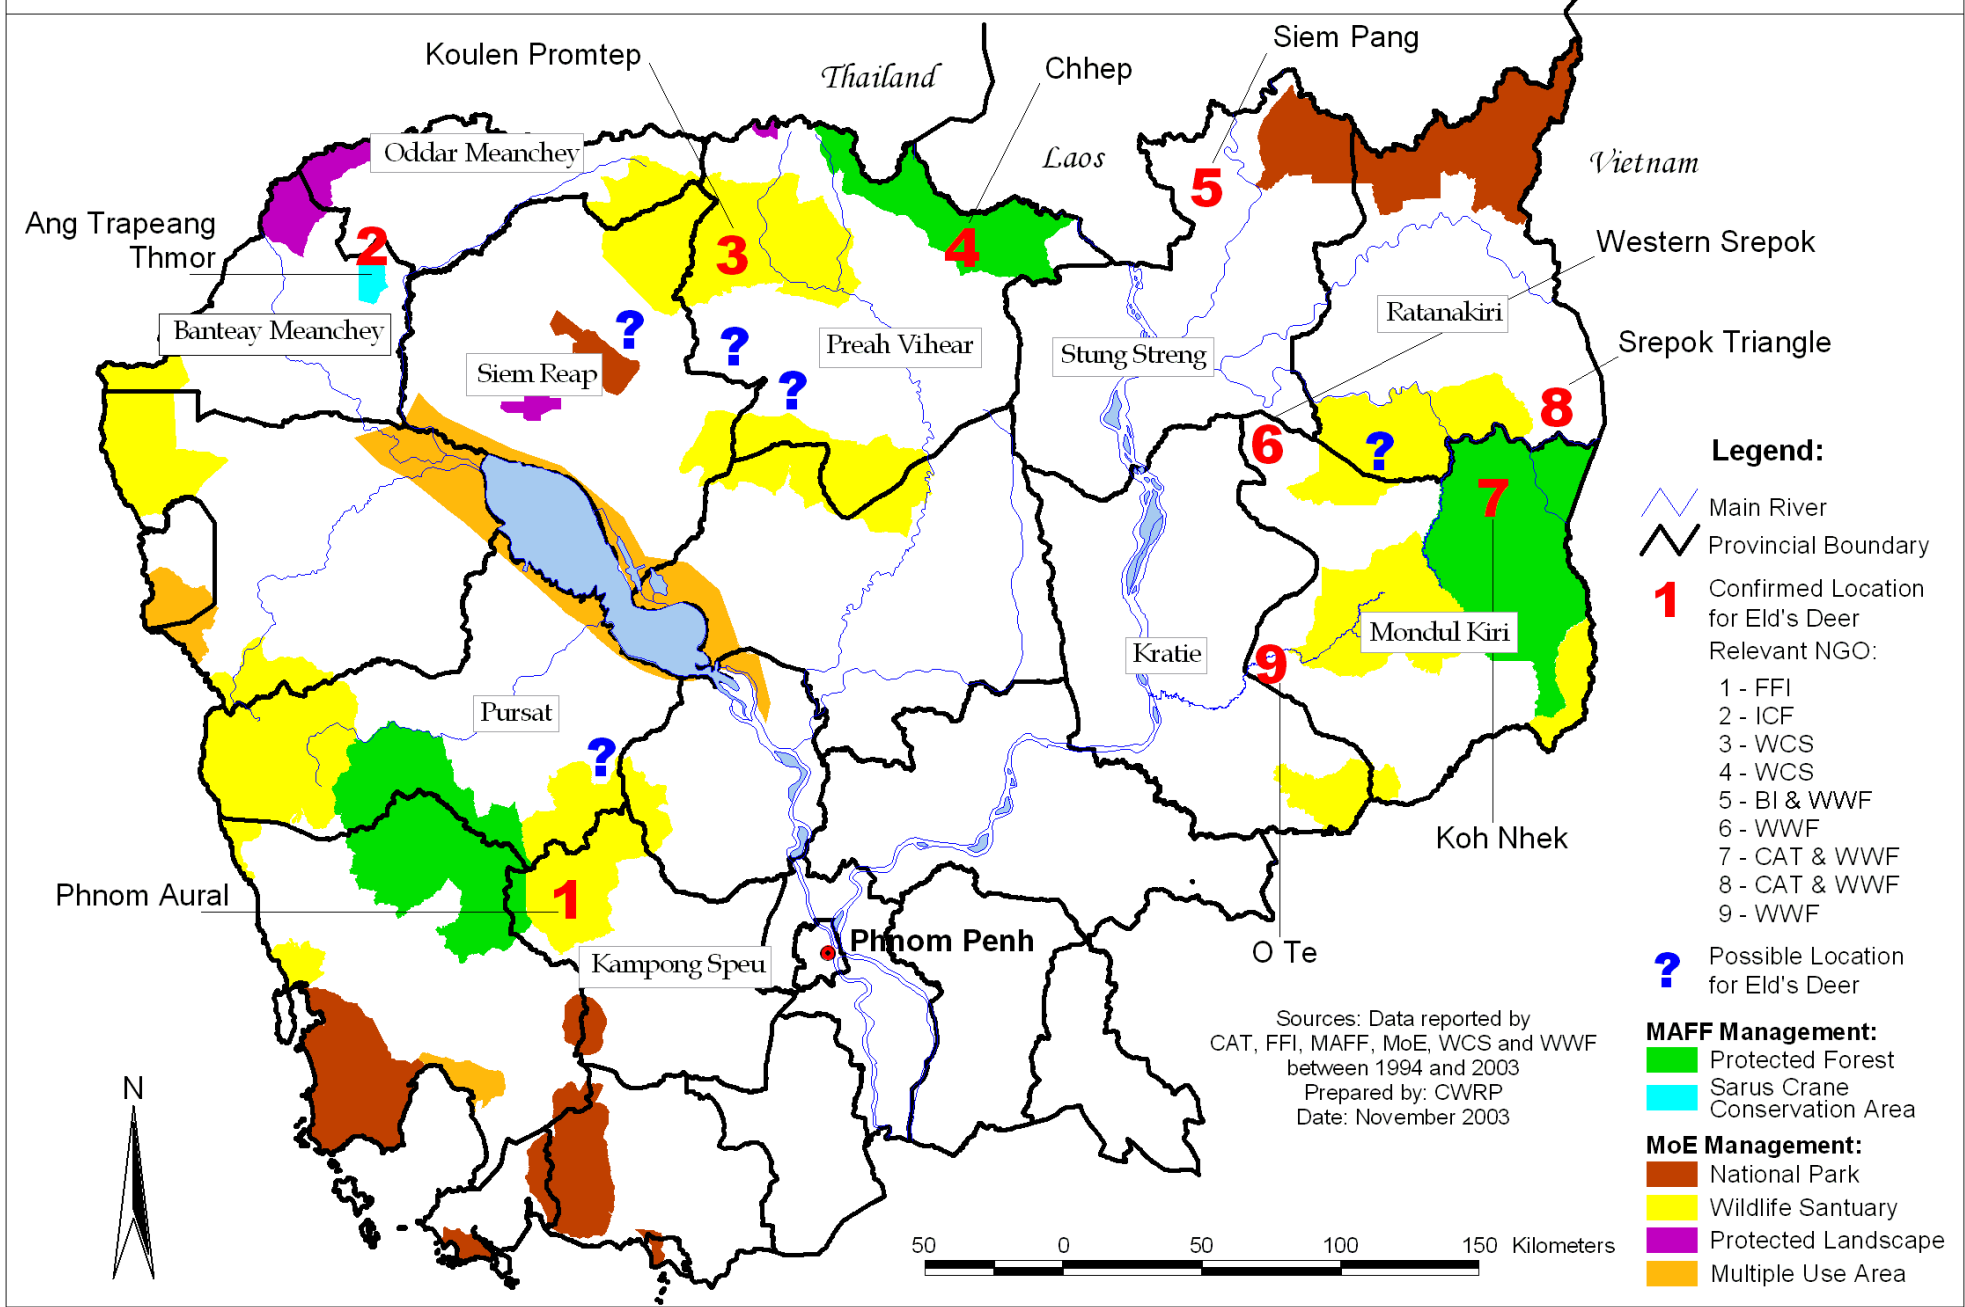 Koulen Promtep
Thailand
Chhep
Siem Pang
Oddar Meanchey
Laos
Vietnam
5
Ang Trapeang
Thmor
2
3
4
Western Srepok
Banteay Meanchey
?
?
Preah Vihear
Ratanakiri
Stung Streng
Srepok Triangle
Siem Reap
?
8
6
?
Legend:
7
Main River
Provincial Boundary
1
Confirmed Location
for Eld's Deer
Relevant NGO:
1 - FFI
2 - ICF
3 - WCS
4 - WCS
5 - BI & WWF
6 - WWF
7 - CAT & WWF
8 - CAT & WWF
9 - WWF
Mondul Kiri
Kratie
9
Pursat
?
Koh Nhek
Phnom Aural
1
Phnom Penh
O Te
Kampong Speu
?
Possible Location
for Eld's Deer
Sources: Data reported by
CAT, FFI, MAFF, MoE, WCS and WWF
between 1994 and 2003
Prepared by: CWRP
Date: November 2003
MAFF Management:
Protected Forest
Sarus Crane
Conservation Area
MoE Management:
National Park
Wildlife Santuary
Protected Landscape
Multiple Use Area
N
50 0 50 100 150 Kilometers